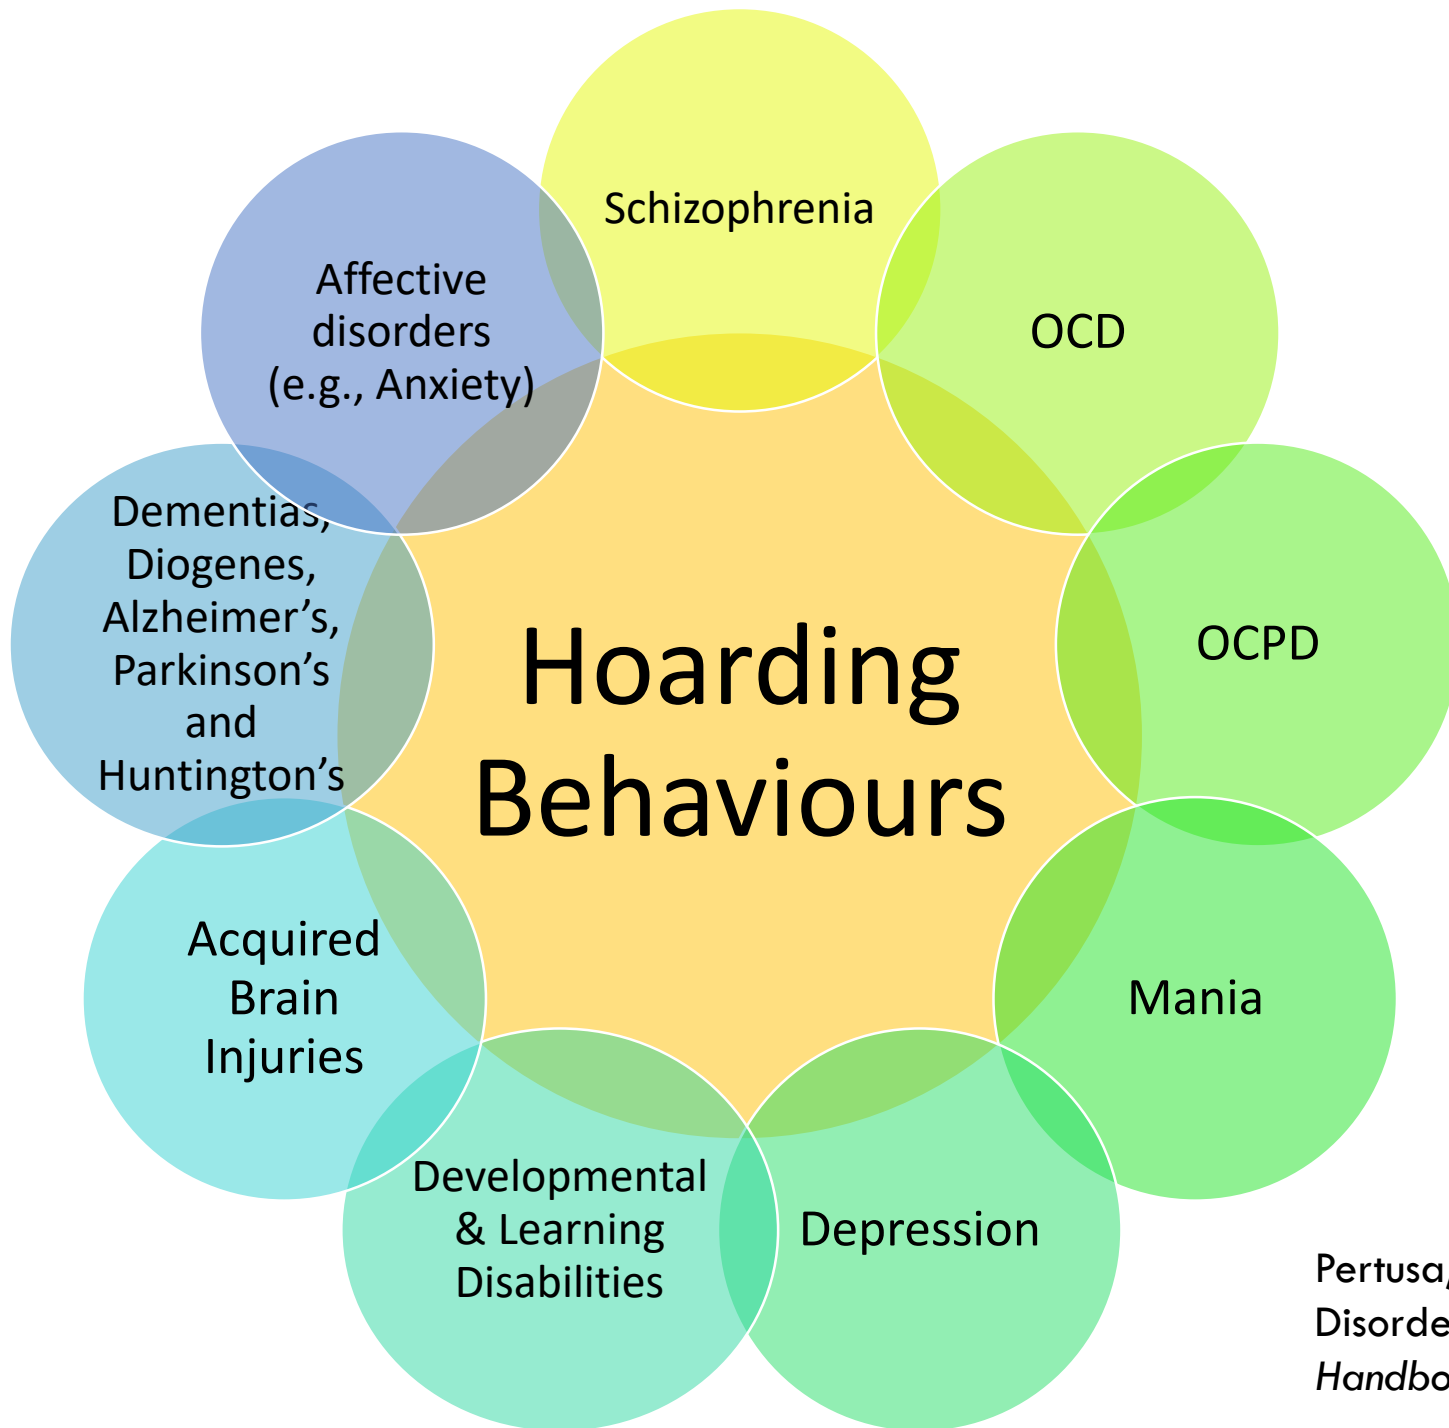 Schizophrenia
OCD
OCPD
Mania
Depression
Developmental
& Learning
Disabilities
Acquired
Brain
Injuries
Dementias,
Diogenes,
Alzheimer’s,
Parkinson’s
and
Huntington’s
Affective
disorders
(e.g., Anxiety)
Hoarding
Behaviours
Pertusa,